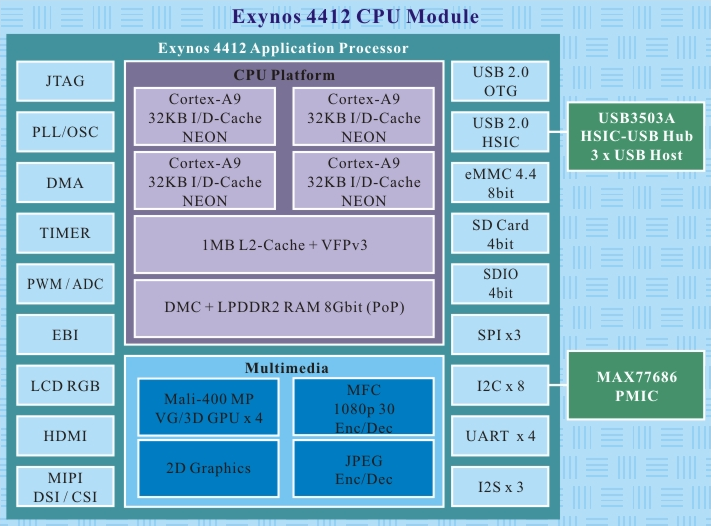 Exynos 4412 CPU Module
Exynos 4412 Application Processor
JTAG
PLL/OSC
DMA
TIMER
PWM / ADC
EBI
LCD RGB
HDMI
MIPI
DSI / CSI
CPU Platform
Cortex-A9
32KB I/D-Cache
NEON
Cortex-A9
32KB I/D-Cache
NEON
Cortex-A9
32KB I/D-Cache
NEON
Cortex-A9
32KB I/D-Cache
NEON
1MB L2-Cache + VFPv3
DMC + LPDDR2 RAM 8Gbit (PoP)
Multimedia
Mali-400 MP
VG/3D GPU x 4
MFC
1080p 30
Enc/Dec
2D Graphics
JPEG
Enc/Dec
USB 2.0
OTG
USB 2.0
HSIC
eMMC 4.4
8bit
SD Card
4bit
SDIO
4bit
SPI x3
I2C x 8
UART x 4
I2S x 3
USB3503A
HSIC-USB Hub
3 x USB Host
MAX77686
PMIC